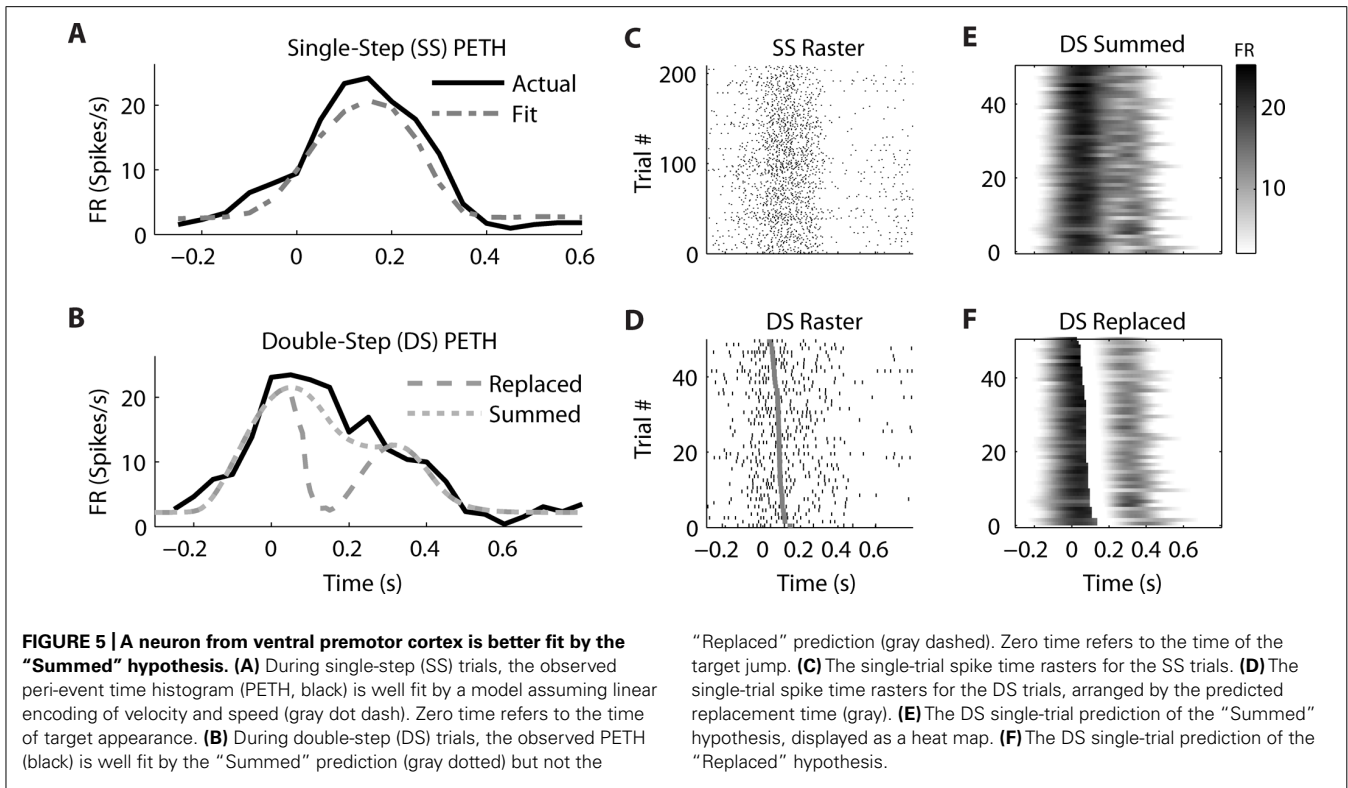 A
Single-Step (SS) PETH
Actual
Fit
FR (Spikes/s)
20
10
0
−0.2 0 0.2 0.4 0.6
B
Double-Step (DS) PETH
Replaced
Summed
FR (Spikes/s)
20
10
0
−0.2 0 0.2 0.4 0.6
Time (s)
C
SS Raster
Trial #
200
100
0
D
DS Raster
Trial #
40
20
0
−0.2 0 0.2 0.4 0.6
Time (s)
E
DS Summed
FR
40
20
0
20
10
F
DS Replaced
40
20
0
−0.2 0 0.2 0.4 0.6
Time (s)
FIGURE 5 | A neuron from ventral premotor cortex is better fit by the
“Summed” hypothesis. (A) During single-step (SS) trials, the observed
peri-event time histogram (PETH, black) is well fit by a model assuming linear
encoding of velocity and speed (gray dot dash). Zero time refers to the time
of target appearance. (B) During double-step (DS) trials, the observed PETH
(black) is well fit by the “Summed” prediction (gray dotted) but not the
“Replaced” prediction (gray dashed). Zero time refers to the time of the
target jump. (C) The single-trial spike time rasters for the SS trials. (D) The
single-trial spike time rasters for the DS trials, arranged by the predicted
replacement time (gray). (E) The DS single-trial prediction of the “Summed”
hypothesis, displayed as a heat map. (F) The DS single-trial prediction of the
“Replaced” hypothesis.